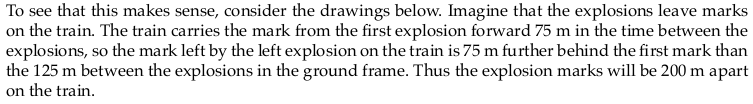 To see that this makes sense, consider the drawings below. Imagine that the explosions leave marks
on the train. The train carries the mark from the first explosion forward 75 m in the time between the
explosions, so the mark left by the left explosion on the train is 75 m further behind the first mark than
the 125 m between the explosions in the ground frame. Thus the explosion marks will be 200 m apart
on the train.